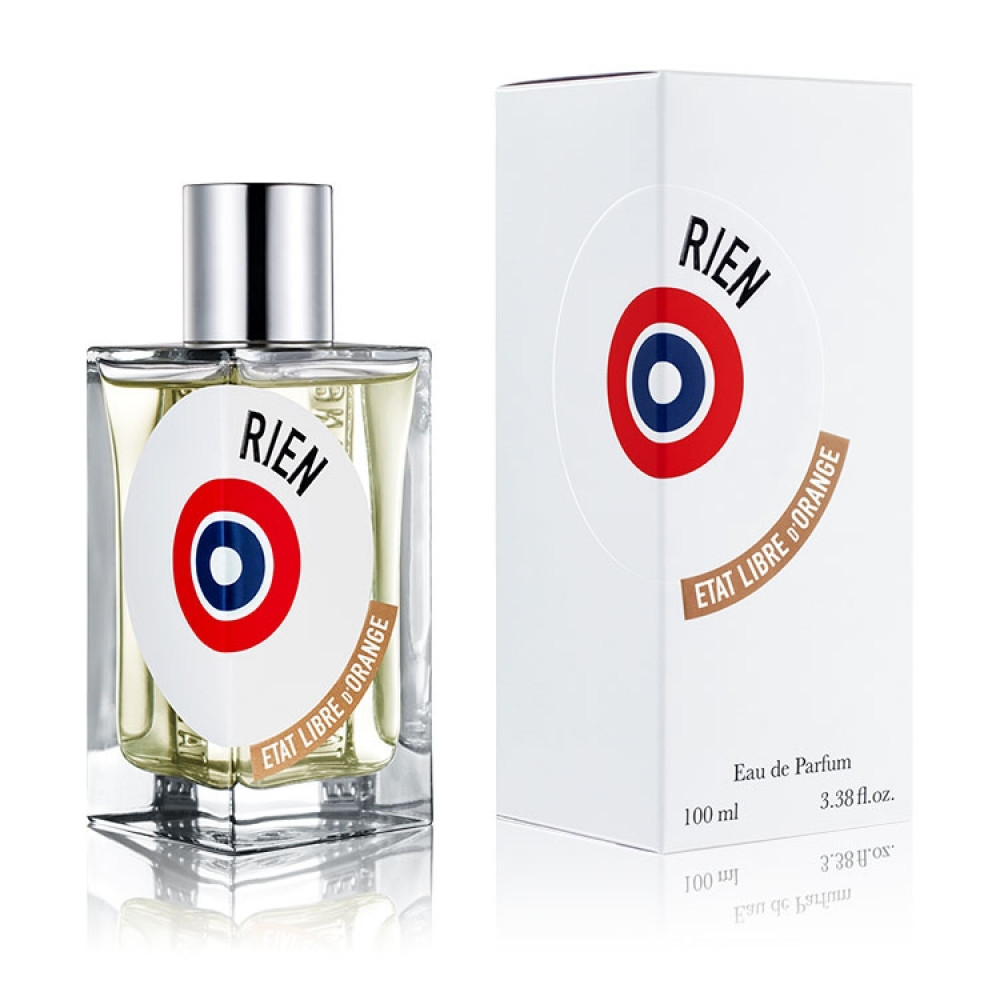 RIEN
ETAT LIBRE D'ORANGE
RIEN
ETAT LIBRE D'ORANGE
Eau de Parfum
100 ml
3.38 fl.oz.